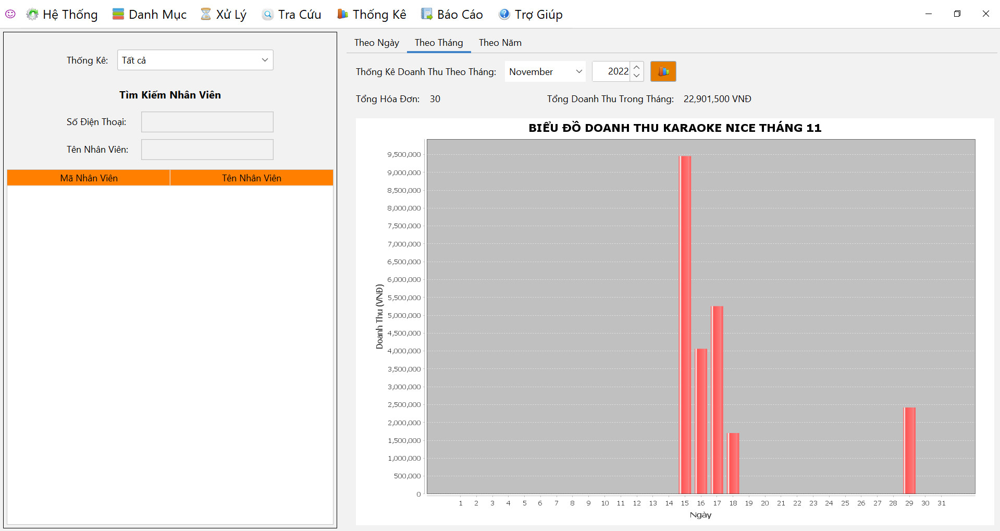 Hệ Thống Danh Mục Xử Lý Tra Cứu Thống Kê Báo Cáo Trợ Giúp
Thống Kê: Tất cả
Tìm Kiếm Nhân Viên
Số Điện Thoại:
Tên Nhân Viên:
Mã Nhân Viên Tên Nhân Viên
Theo Ngày Theo Tháng Theo Năm
Thống Kê Doanh Thu Theo Tháng: November 2022
Tổng Hóa Đơn: 30 Tổng Doanh Thu Trong Tháng: 22,901,500 VNĐ
BIỂU ĐỒ DOANH THU KARAOKE NICE THÁNG 11
Doanh Thu (VNĐ)
9,500,000
9,000,000
8,500,000
8,000,000
7,500,000
7,000,000
6,500,000
6,000,000
5,500,000
5,000,000
4,500,000
4,000,000
3,500,000
3,000,000
2,500,000
2,000,000
1,500,000
1,000,000
500,000
0
1 2 3 4 5 6 7 8 9 10 11 12 13 14 15 16 17 18 19 20 21 22 23 24 25 26 27 28 29 30 31
Ngày